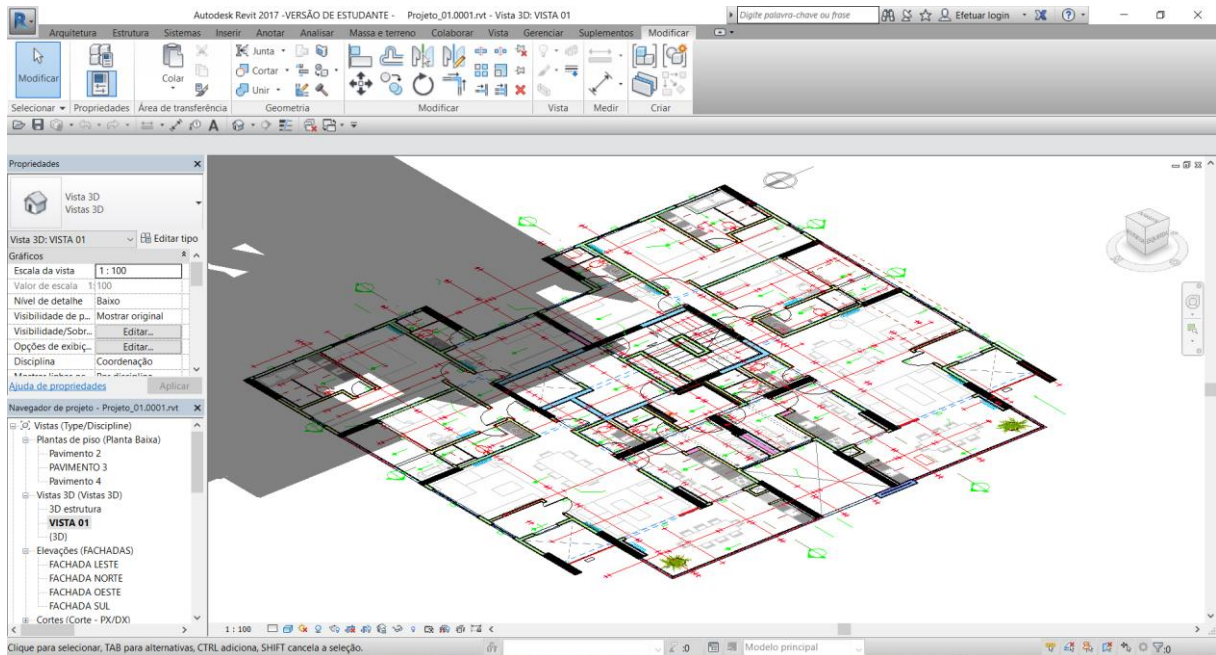 Autodesk Revit 2017 -VERSÃO DE ESTUDANTE - Projeto_01.0001.rvt - Vista 3D: VISTA 01
Digite palavra-chave ou frase
Efetuar login
Arquitetura Estrutura Sistemas Inserir Anotar Analisar Massa e terreno Colaborar Vista Gerenciar Suplementos Modificar
Modificar
Colar
Junta
Cortar
Unir
Selecionar Propriedades Área de transferência Geometria Modificar Vista Medir Criar
Propriedades
Vista 3D
Vistas 3D
Vista 3D: VISTA 01 Editar tipo
Gráficos
Escala da vista 1 : 100
Valor de escala 1: 100
Nível de detalhe Baixo
Visibilidade de p... Mostrar original
Visibilidade/Sobr... Editar...
Opções de exibiç... Editar...
Disciplina Coordenação
Ajuda de propriedades Aplicar
Navegador de projeto - Projeto_01.0001.rvt
Vistas (Type/Discipline)
Plantas de piso (Planta Baixa)
Pavimento 2
PAVIMENTO 3
Pavimento 4
Vistas 3D (Vistas 3D)
3D estrutura
VISTA 01
{3D}
Elevações (FACHADAS)
FACHADA LESTE
FACHADA NORTE
FACHADA OESTE
FACHADA SUL
Cortes (Corte - PX/DX)
1 : 100
Clique para selecionar, TAB para alternativas, CTRL adiciona, SHIFT cancela a seleção.
:0
Modelo principal
:0